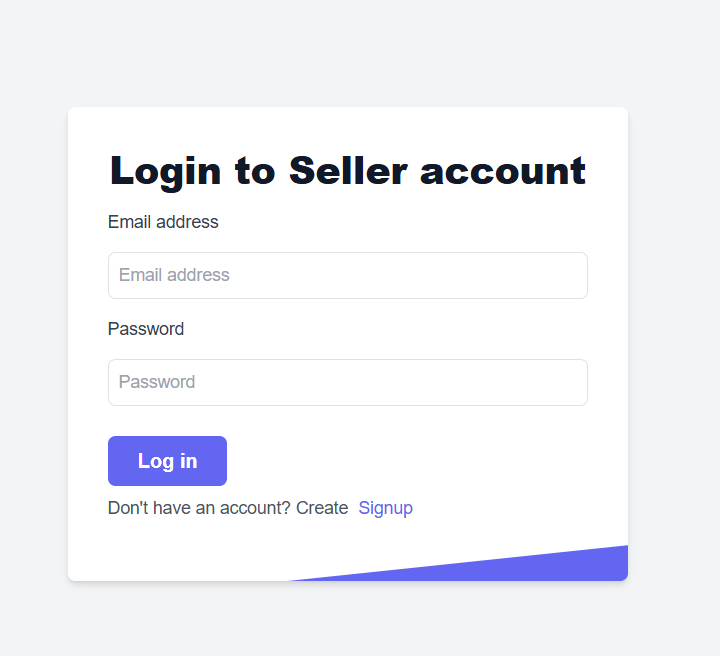 Login to Seller account
Email address
Email address
Password
Password
Log in
Don't have an account? Create Signup